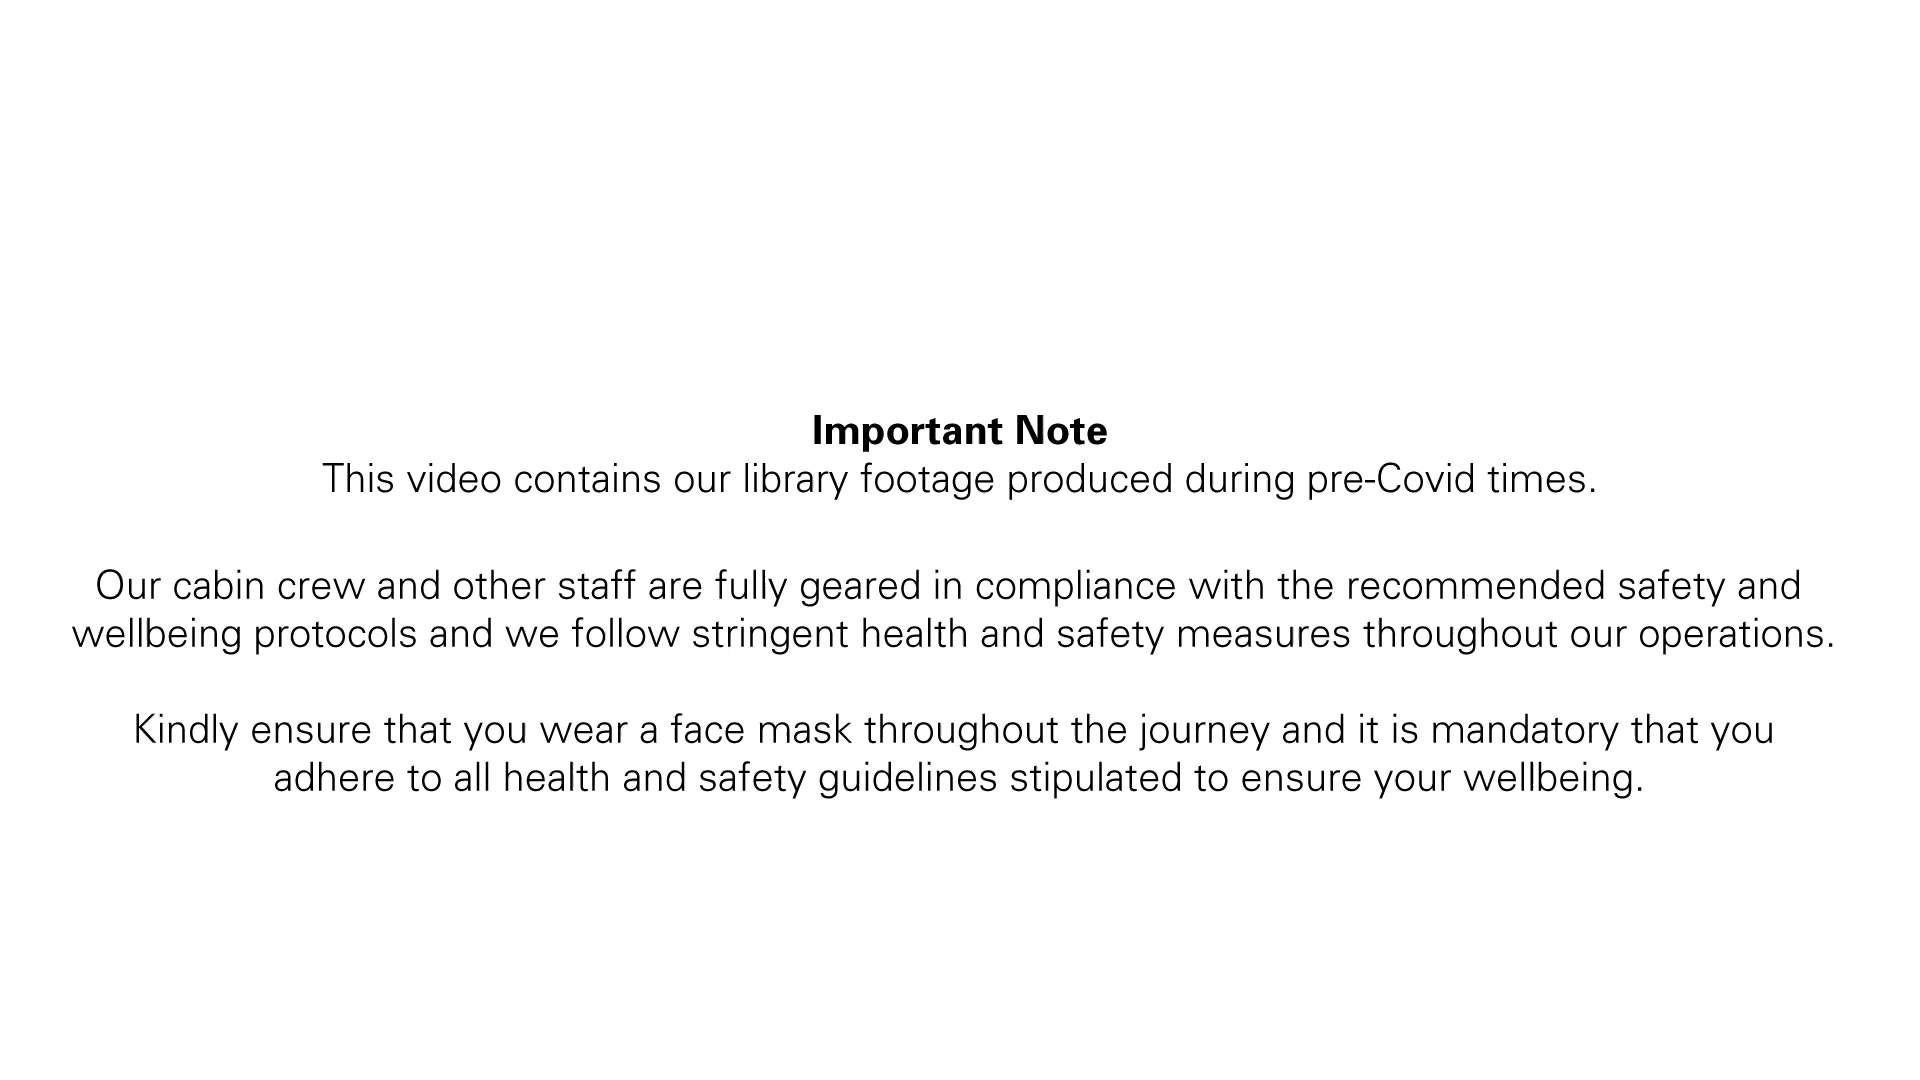 Important Note
This video contains our library footage produced during pre-Covid times.
Our cabin crew and other staff are fully geared in compliance with the recommended safety and
wellbeing protocols and we follow stringent health and safety measures throughout our operations.
Kindly ensure that you wear a face mask throughout the journey and it is mandatory that you
adhere to all health and safety guidelines stipulated to ensure your wellbeing.